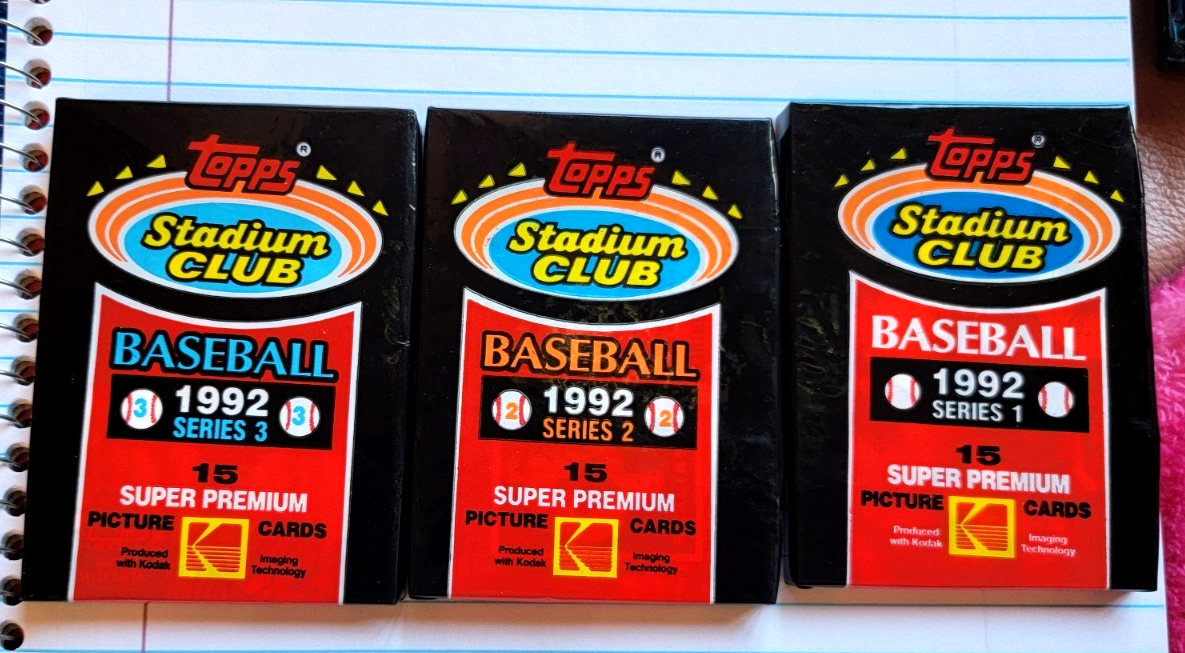 TOPPS®
Stadium
CLUB
BASEBALL
3 1992 3
SERIES 3
15
SUPER PREMIUM
PICTURE CARDS
Produced
with Kodak
Imaging
Technology
TOPPS®
Stadium
CLUB
BASEBALL
2 1992 2
SERIES 2
15
SUPER PREMIUM
PICTURE CARDS
Produced
with Kodak
Imaging
Technology
TOPPS®
Stadium
CLUB
BASEBALL
1992
SERIES 1
15
SUPER PREMIUM
PICTURE CARDS
Produced
with Kodak
Imaging
Technology